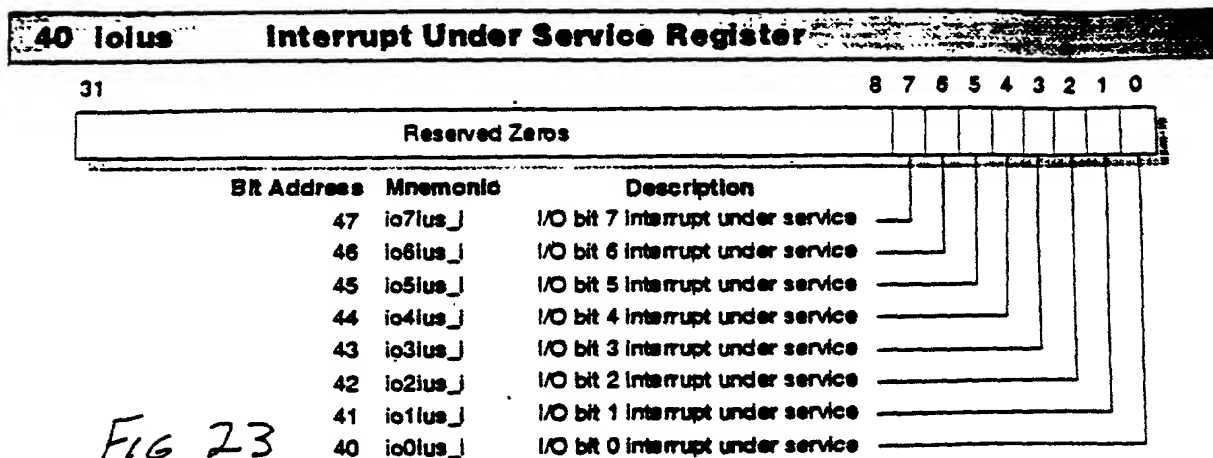 40 ioius Interrupt Under Service Register
31 8 7 6 5 4 3 2 1 0
Reserved Zeros
Bit Address Mnemonic Description
47 io7ius_i I/O bit 7 interrupt under service
46 io6ius_i I/O bit 6 interrupt under service
45 io5ius_i I/O bit 5 interrupt under service
44 io4ius_i I/O bit 4 interrupt under service
43 io3ius_i I/O bit 3 interrupt under service
42 io2ius_i I/O bit 2 interrupt under service
41 io1ius_i I/O bit 1 interrupt under service
40 io0ius_i I/O bit 0 interrupt under service
FIG 23